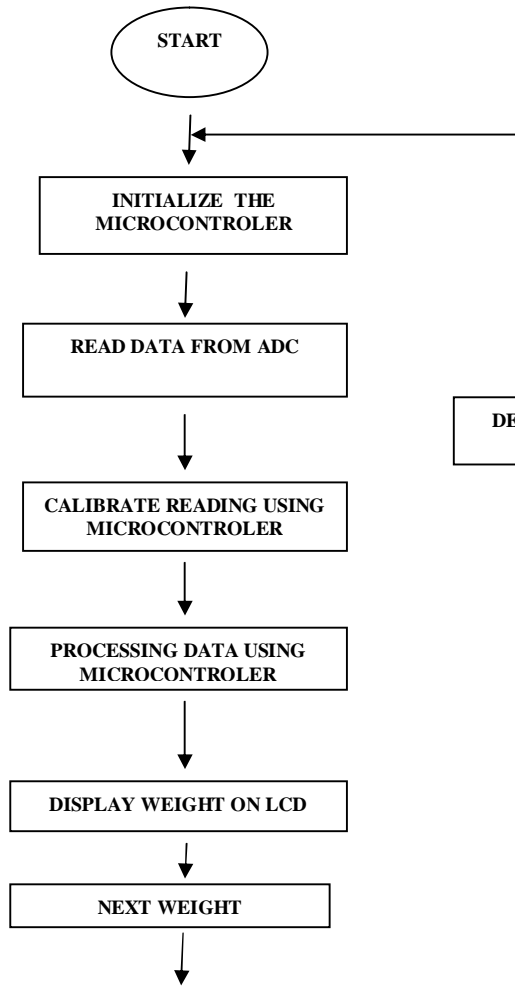 START
INITIALIZE THE
MICROCONTROLER
READ DATA FROM ADC
CALIBRATE READING USING
MICROCONTROLER
PROCESSING DATA USING
MICROCONTROLER
DISPLAY WEIGHT ON LCD
NEXT WEIGHT